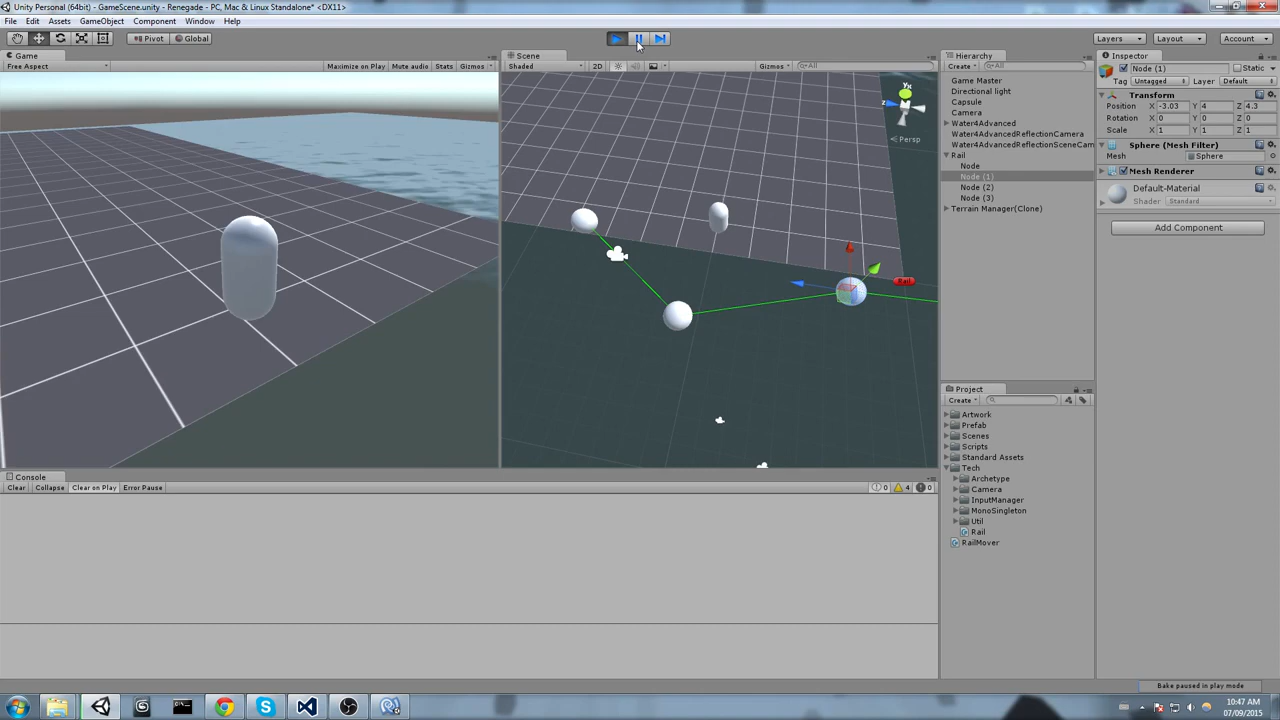 Unity Personal (64bit) - GameScene.unity - Renegade - PC, Mac & Linux Standalone* <DX11>
File Edit Assets GameObject Component Window Help
Pivot Global Layers Layout Account
Game
Free Aspect Maximize on Play Mute audio Stats Gizmos
Scene
Shaded 2D Gizmos All
y x
z
Persp
Rail
Hierarchy
Create All
Game Master
Directional light
Capsule
Camera
Water4Advanced
Water4AdvancedReflectionCamera
Water4AdvancedReflectionSceneCam
Rail
Node
Node (1)
Node (2)
Node (3)
Terrain Manager(Clone)
Inspector
Node (1) Static
Tag Untagged Layer Default
Transform
Position X -3.03 Y 4 Z 4.3
Rotation X 0 Y 0 Z 0
Scale X 1 Y 1 Z 1
Sphere (Mesh Filter)
Mesh Sphere
Mesh Renderer
Default-Material
Shader Standard
Add Component
Project
Create
Artwork
Prefab
Scenes
Scripts
Standard Assets
Tech
Archetype
Camera
InputManager
MonoSingleton
Util
Rail
RailMover
Console
Clear Collapse Clear on Play Error Pause 0 4 0
Bake paused in play mode
10:47 AM
07/09/2015